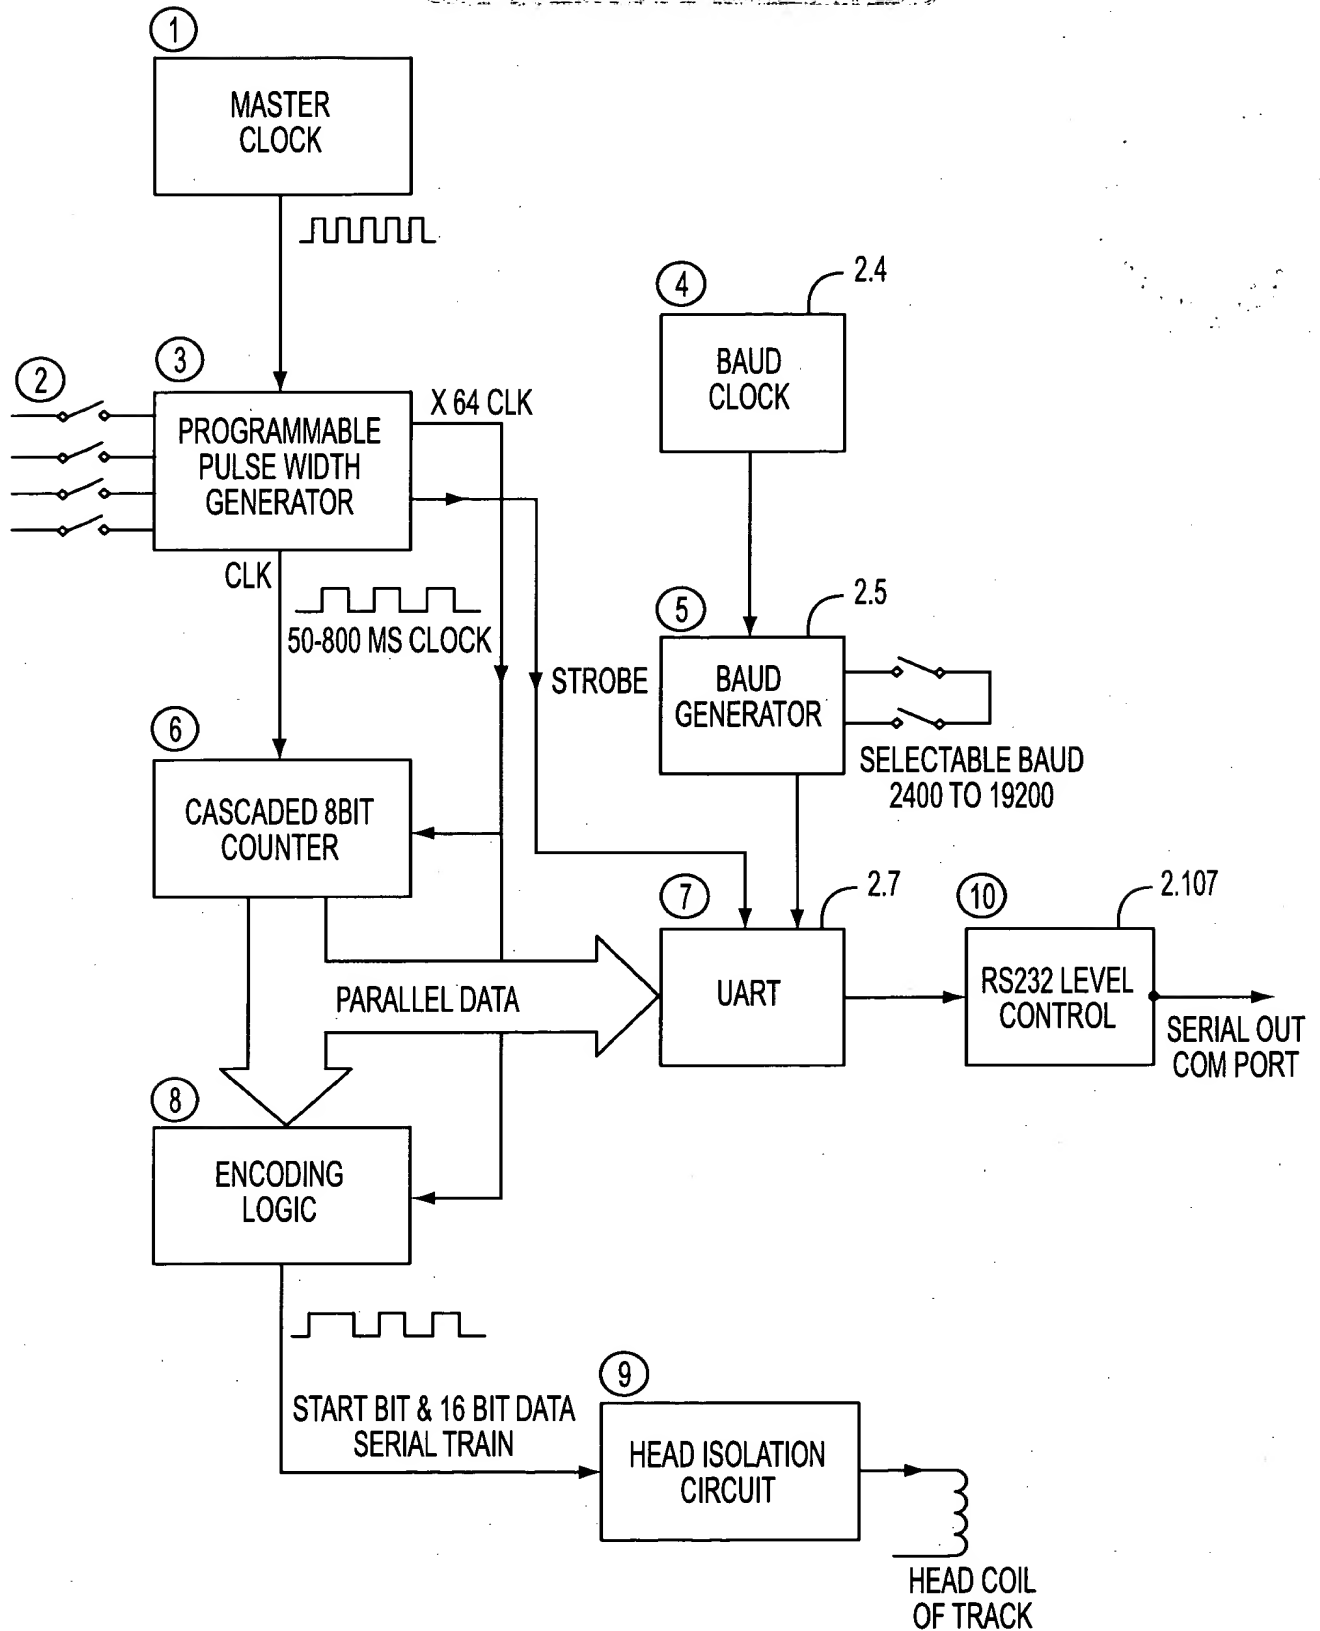 1
MASTER
CLOCK
4
2.4
BAUD
CLOCK
2
3
X 64 CLK
PROGRAMMABLE
PULSE WIDTH
GENERATOR
CLK
50-800 MS CLOCK
STROBE
5
2.5
BAUD
GENERATOR
SELECTABLE BAUD
2400 TO 19200
6
CASCADED 8BIT
COUNTER
7
2.7
UART
10
2.107
RS232 LEVEL
CONTROL
SERIAL OUT
COM PORT
PARALLEL DATA
8
ENCODING
LOGIC
START BIT & 16 BIT DATA
SERIAL TRAIN
9
HEAD ISOLATION
CIRCUIT
HEAD COIL
OF TRACK